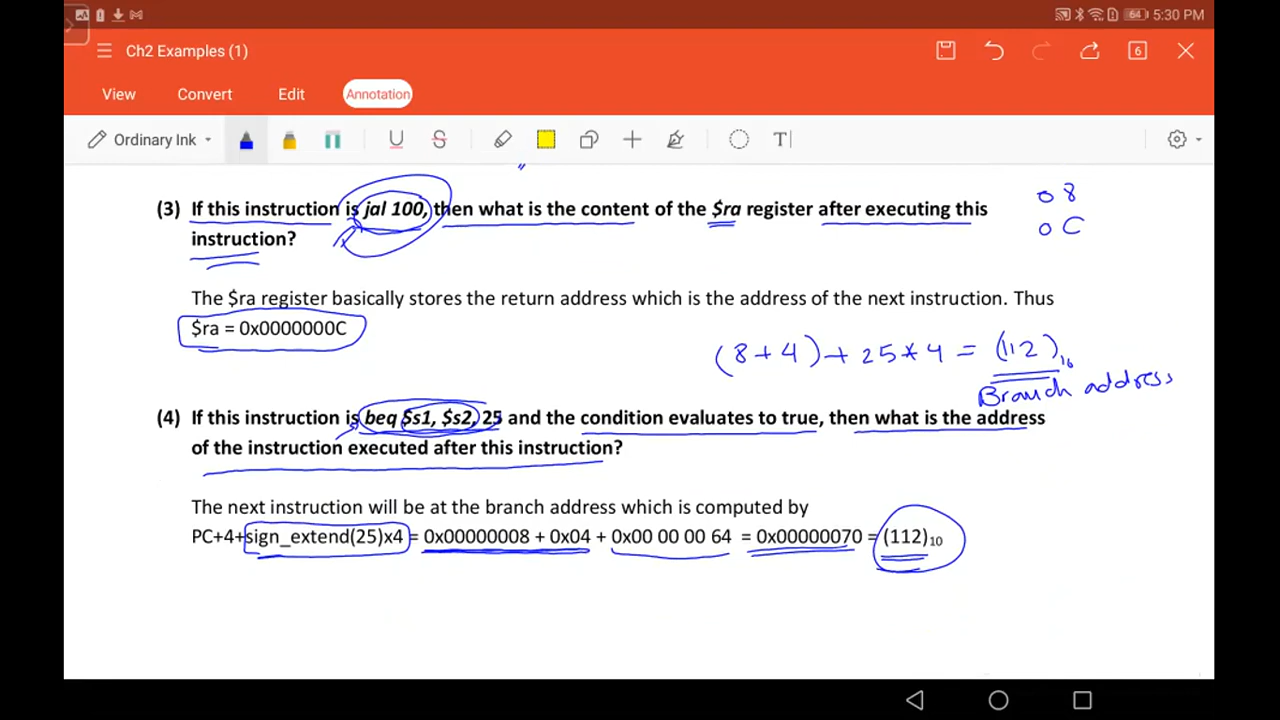 64 5:30 PM
Ch2 Examples (1)
6
View Convert Edit Annotation
Ordinary Ink
T
(3) If this instruction is jal 100, then what is the content of the $ra register after executing this
instruction?
08
0C
The $ra register basically stores the return address which is the address of the next instruction. Thus
$ra = 0x0000000C
(8+4)+25*4 = (112)₁₀
Branch address
(4) If this instruction is beq $s1, $s2, 25 and the condition evaluates to true, then what is the address
of the instruction executed after this instruction?
The next instruction will be at the branch address which is computed by
PC+4+sign_extend(25)x4 = 0x00000008 + 0x04 + 0x00 00 00 64 = 0x00000070 = (112)₁₀